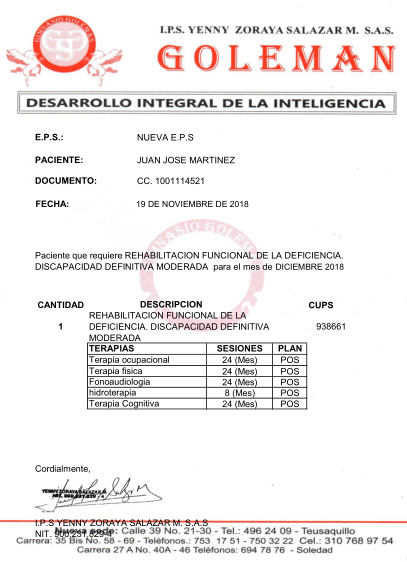 I.P.S. YENNY ZORAYA SALAZAR M. S.A.S.
GOLEMAN
DESARROLLO INTEGRAL DE LA INTELIGENCIA
E.P.S.: NUEVA E.P.S
PACIENTE: JUAN JOSE MARTINEZ
DOCUMENTO: CC. 1001114521
FECHA: 19 DE NOVIEMBRE DE 2018
GIMNASIO GOLEMAN
Paciente que requiere REHABILITACION FUNCIONAL DE LA DEFICIENCIA.
DISCAPACIDAD DEFINITIVA MODERADA para el mes de DICIEMBRE 2018
CANTIDAD DESCRIPCION CUPS
REHABILITACION FUNCIONAL DE LA
1 DEFICIENCIA. DISCAPACIDAD DEFINITIVA 938661
MODERADA
TERAPIAS SESIONES PLAN
Terapia ocupacional 24 (Mes) POS
Terapia fisica 24 (Mes) POS
Fonoaudiologia 24 (Mes) POS
hidroterapia 8 (Mes) POS
Terapia Cognitiva 24 (Mes) POS
Cordialmente,
YENNY ZORAYA SALAZAR M
I.P.S YENNY ZORAYA SALAZAR M. S.A.S
NIT. 900.231.829-4
Nueva sede: Calle 39 No. 21-30 - Tel.: 496 24 09 - Teusaquillo
Carrera: 35 Bis No. 58 - 69 - Teléfonos.: 753 17 51 - 750 32 22 Cel.: 310 768 97 54
Carrera 27 A No. 40A - 46 Teléfonos: 694 78 76 - Soledad